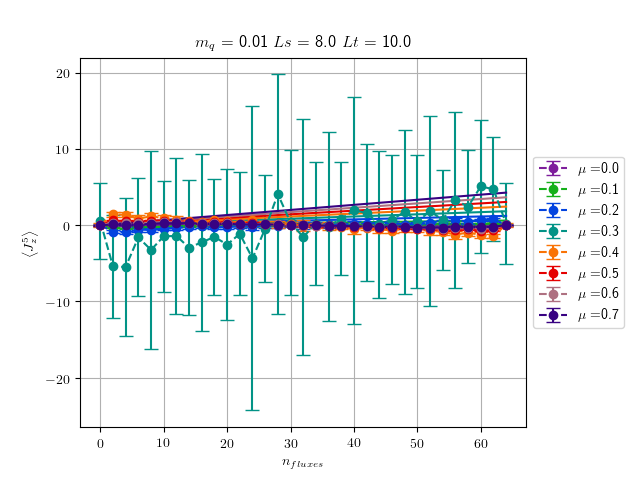 m_q = 0.01 Ls = 8.0 Lt = 10.0
20
10
0
−10
−20
⟨J_z^5⟩
0 10 20 30 40 50 60
n_{fluxes}
μ =0.0
μ =0.1
μ =0.2
μ =0.3
μ =0.4
μ =0.5
μ =0.6
μ =0.7